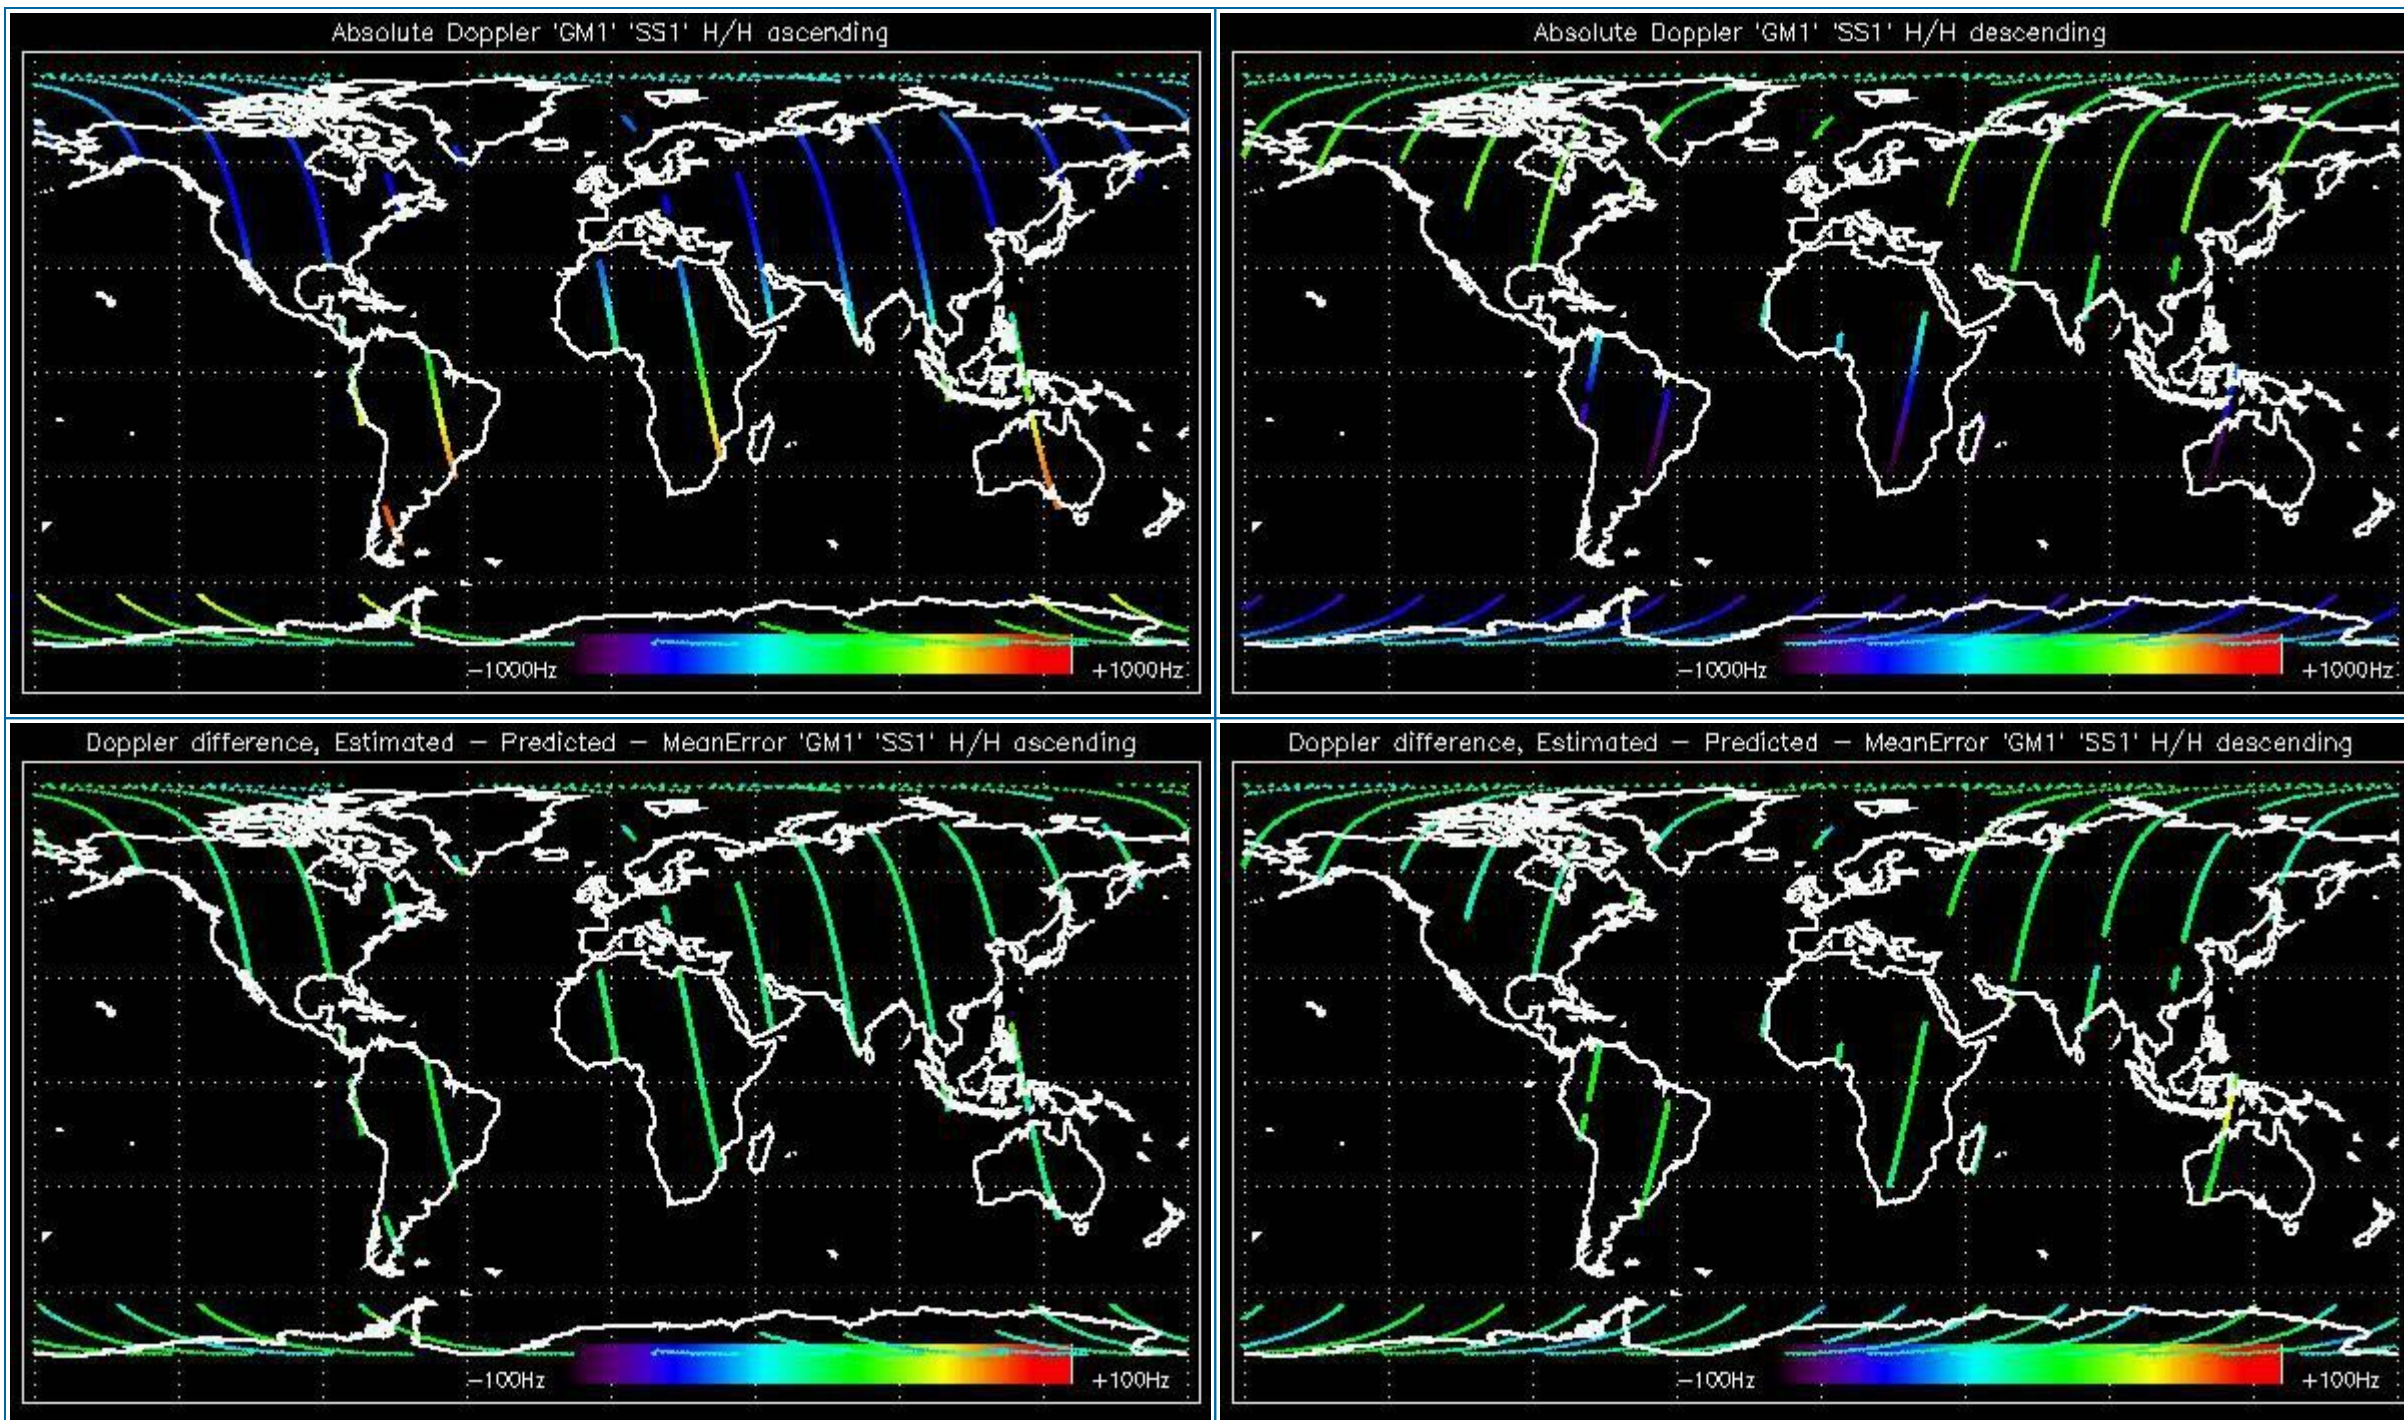 Absolute Doppler 'GM1' 'SS1' H/H ascending
−1000Hz
+1000Hz
Absolute Doppler 'GM1' 'SS1' H/H descending
−1000Hz
+1000Hz
Doppler difference, Estimated − Predicted − MeanError 'GM1' 'SS1' H/H ascending
−100Hz
+100Hz
Doppler difference, Estimated − Predicted − MeanError 'GM1' 'SS1' H/H descending
−100Hz
+100Hz